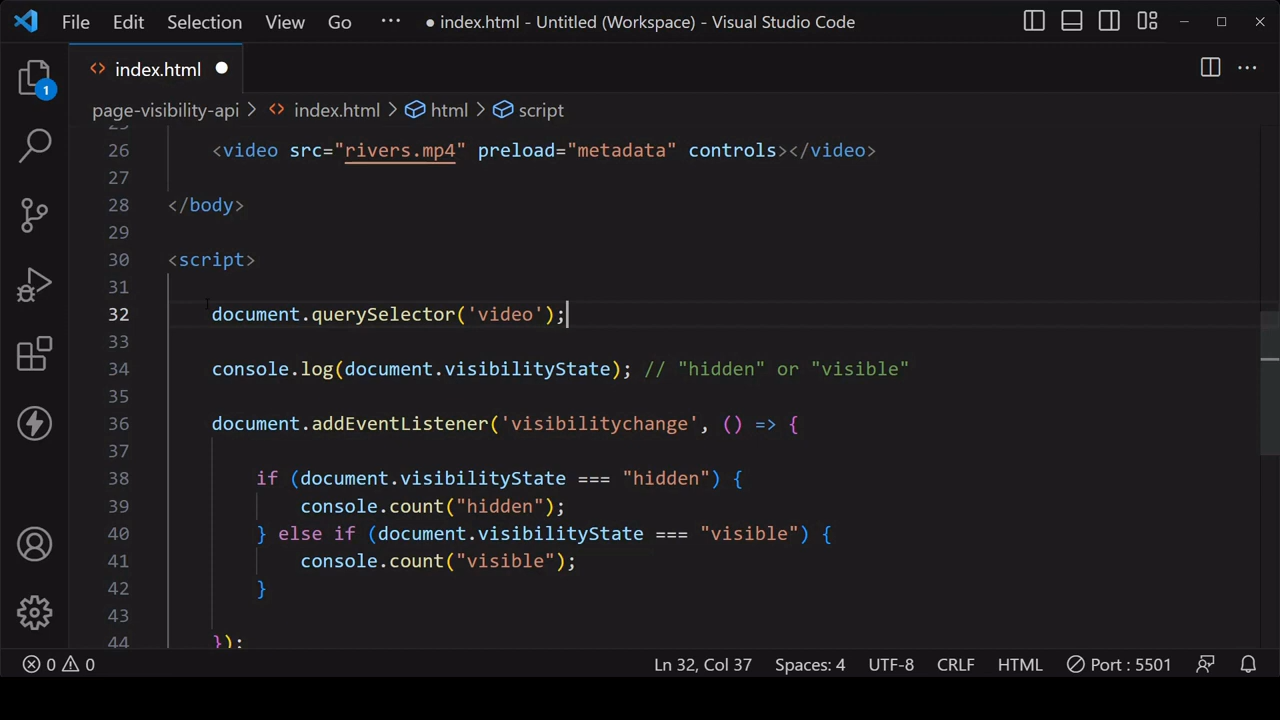 File Edit Selection View Go ··· ● index.html - Untitled (Workspace) - Visual Studio Code
<> index.html ●
1
page-visibility-api > <> index.html > html > script
25
26 <video src="rivers.mp4" preload="metadata" controls></video>
27
28 </body>
29
30 <script>
31
32 document.querySelector('video');
33
34 console.log(document.visibilityState); // "hidden" or "visible"
35
36 document.addEventListener('visibilitychange', () => {
37
38 if (document.visibilityState === "hidden") {
39 console.count("hidden");
40 } else if (document.visibilityState === "visible") {
41 console.count("visible");
42 }
43
44 });
0 0 Ln 32, Col 37 Spaces: 4 UTF-8 CRLF HTML Port : 5501